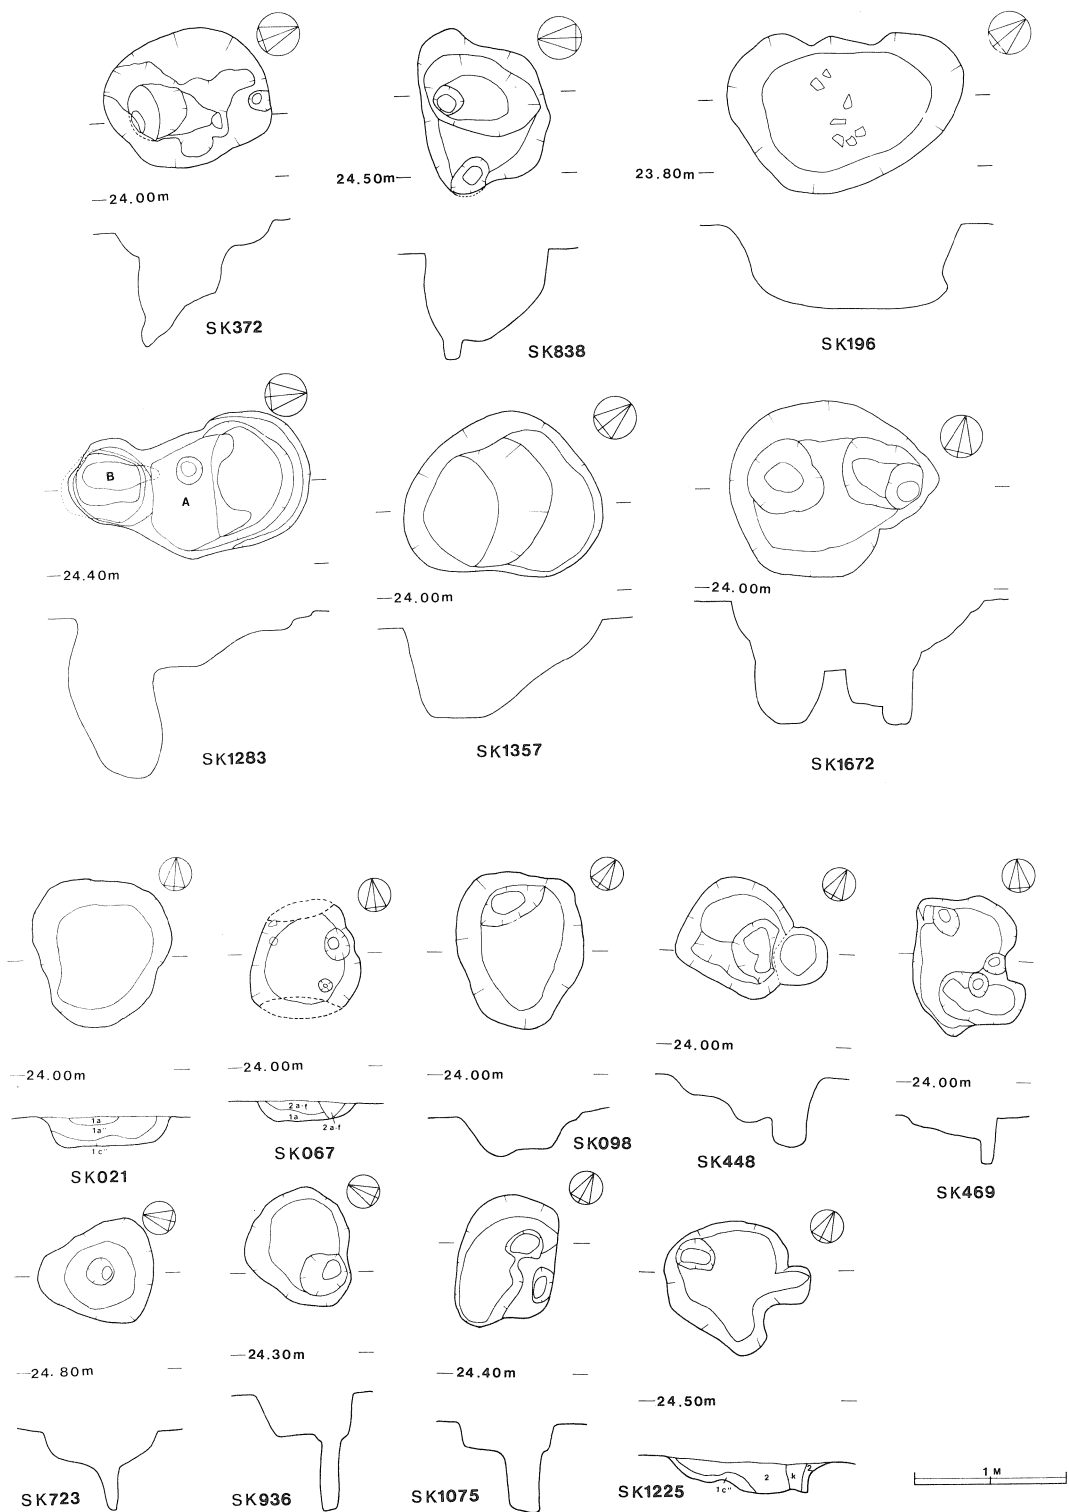 —24.00m
24.50m—
23.80m—
SK372
SK838
SK196
B
A
—24.40m
—24.00m
—24.00m
SK1283
SK1357
SK1672
—24.00m
—24.00m
—24.00m
—24.00m
—24.00m
1a
1a"
1c"
2a-f
1a
2a-f
SK021
SK067
SK098
SK448
SK469
—24.80m
—24.30m
—24.40m
—24.50m
2
k
2
1c"
1 M
SK723
SK936
SK1075
SK1225